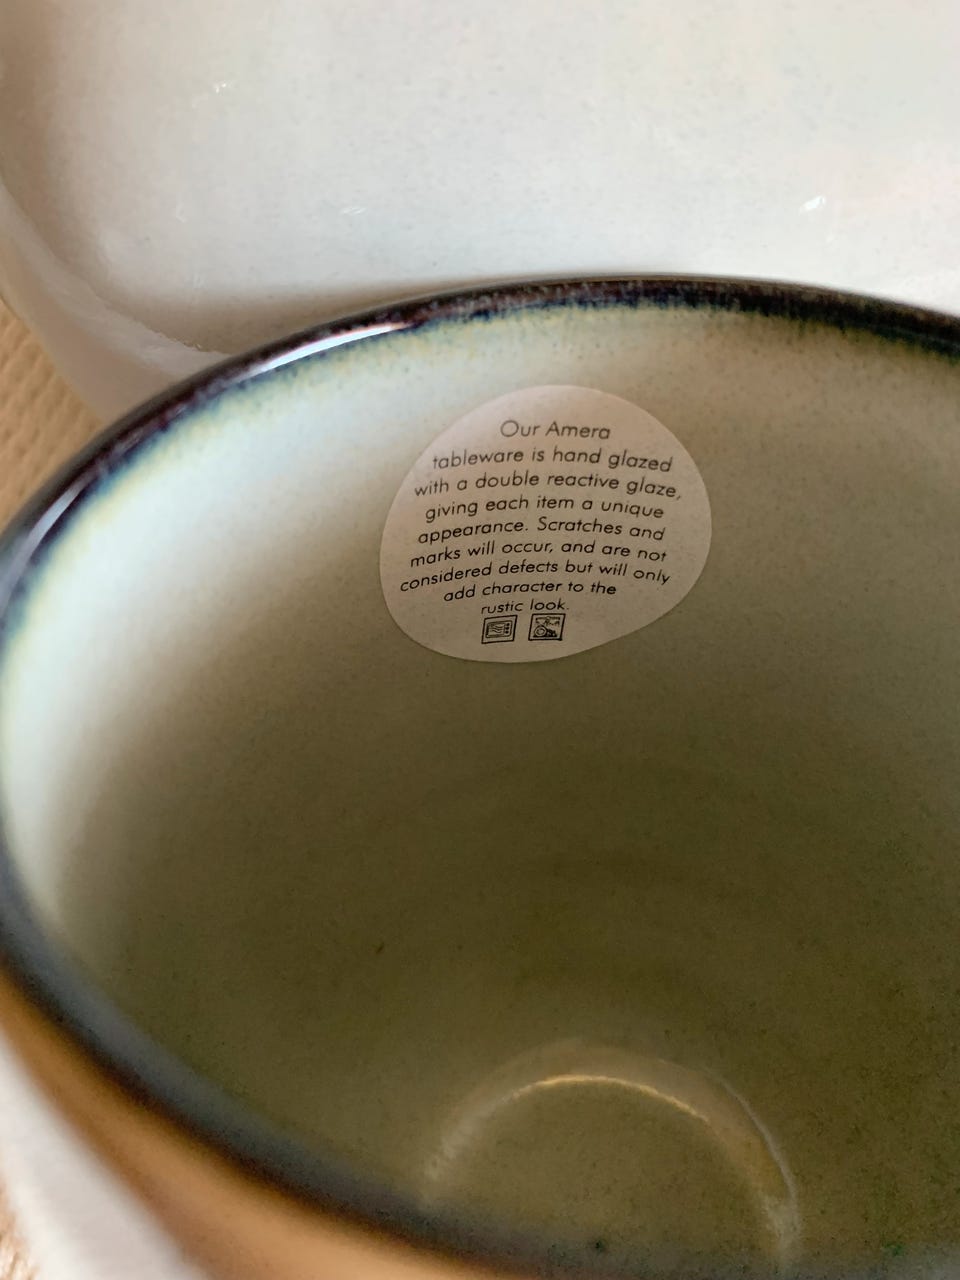 Our Amera
tableware is hand glazed
with a double reactive glaze,
giving each item a unique
appearance. Scratches and
marks will occur, and are not
considered defects but will only
add character to the
rustic look.